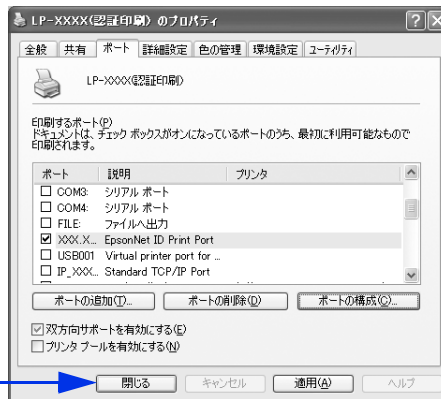 LP-XXXX(認証印刷) のプロパティ
全般 共有 ポート 詳細設定 色の管理 環境設定 ユーティリティ
LP-XXXX(認証印刷)
印刷するポート(P)
ドキュメントは、チェック ボックスがオンになっているポートのうち、最初に利用可能なもので
印刷されます。
ポート 説明 プリンタ
COM3: シリアル ポート
COM4: シリアル ポート
FILE: ファイルへ出力
XXX.X... EpsonNet ID Print Port
USB001 Virtual printer port for ...
IP_XXX... Standard TCP/IP Port
ポートの追加(T)... ポートの削除(D) ポートの構成(C)...
双方向サポートを有効にする(E)
プリンタ プールを有効にする(N)
閉じる キャンセル 適用(A) ヘルプ